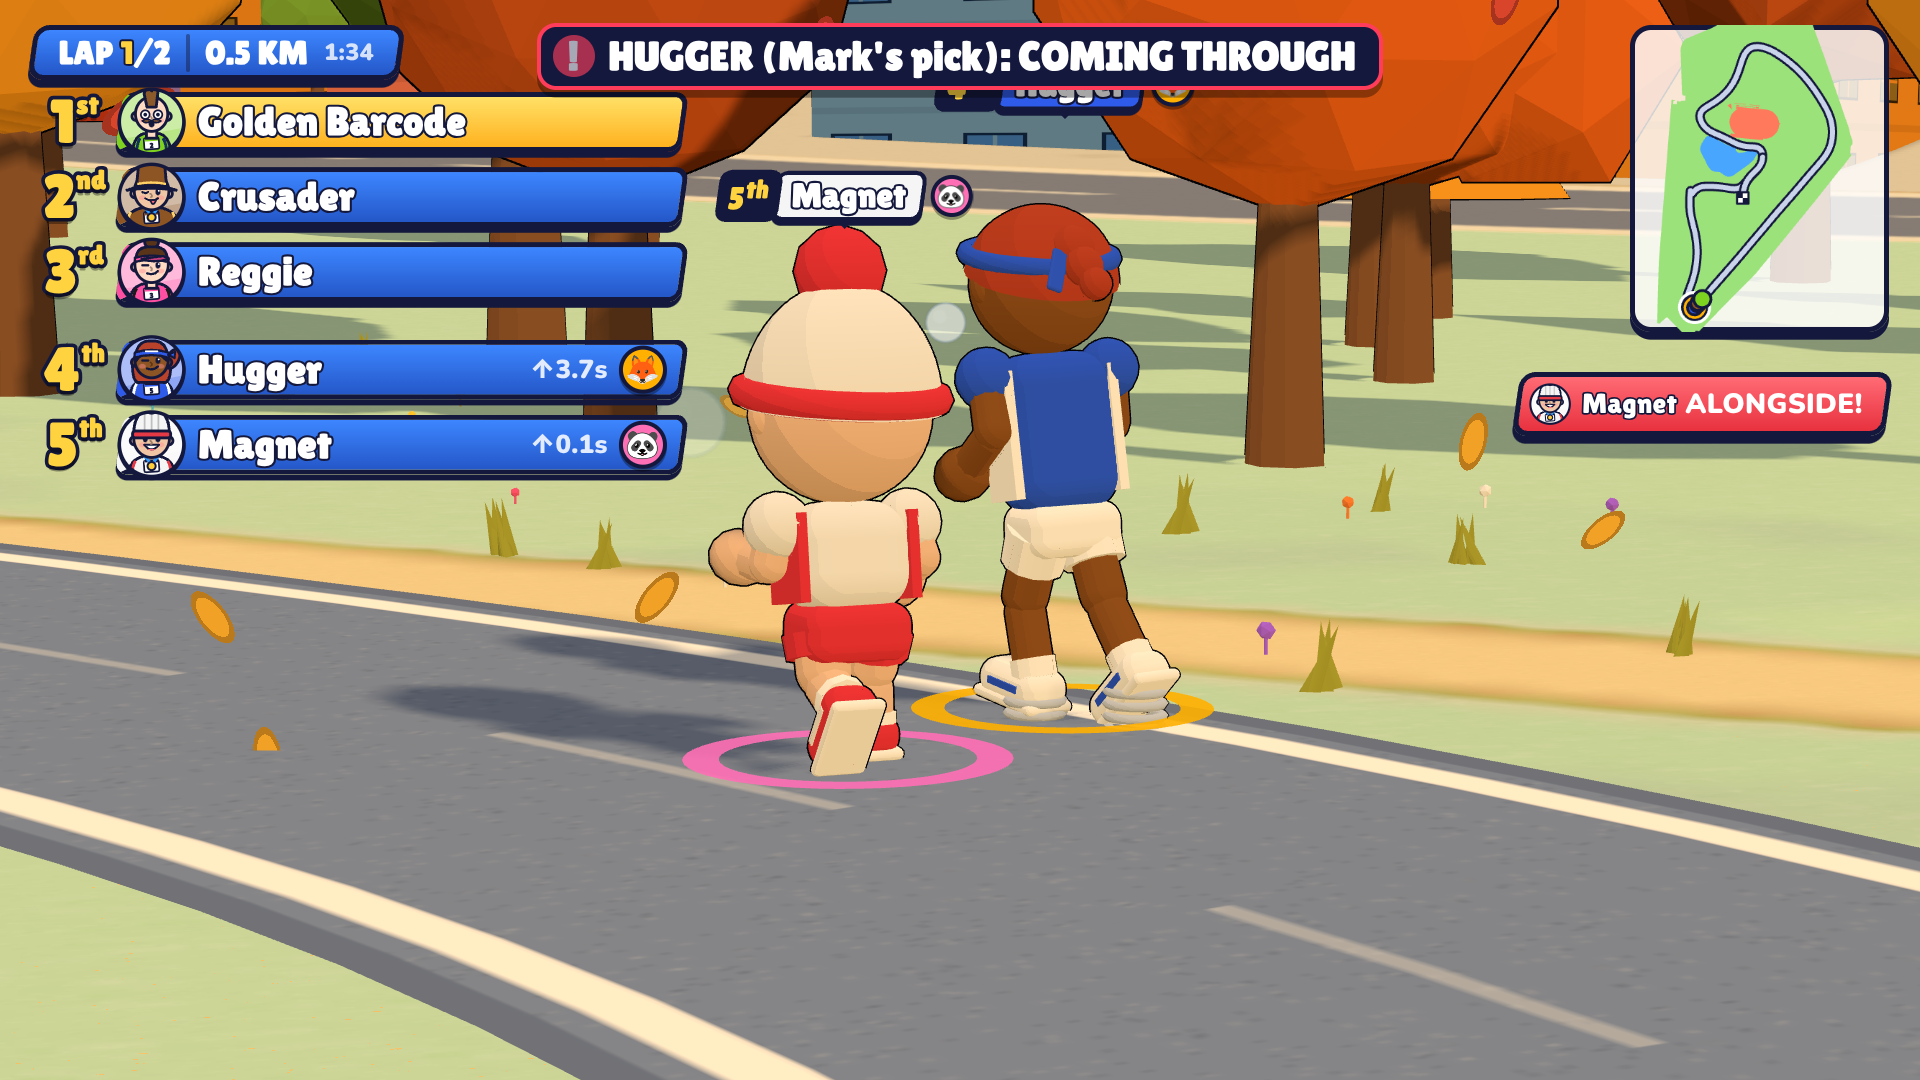 LAP 1/2 0.5 KM 1:34
HUGGER (Mark's pick): COMING THROUGH
1st Golden Barcode
2nd Crusader
3rd Reggie
4th Hugger ↑3.7s
5th Magnet ↑0.1s
Hugger
5th Magnet
Magnet ALONGSIDE!